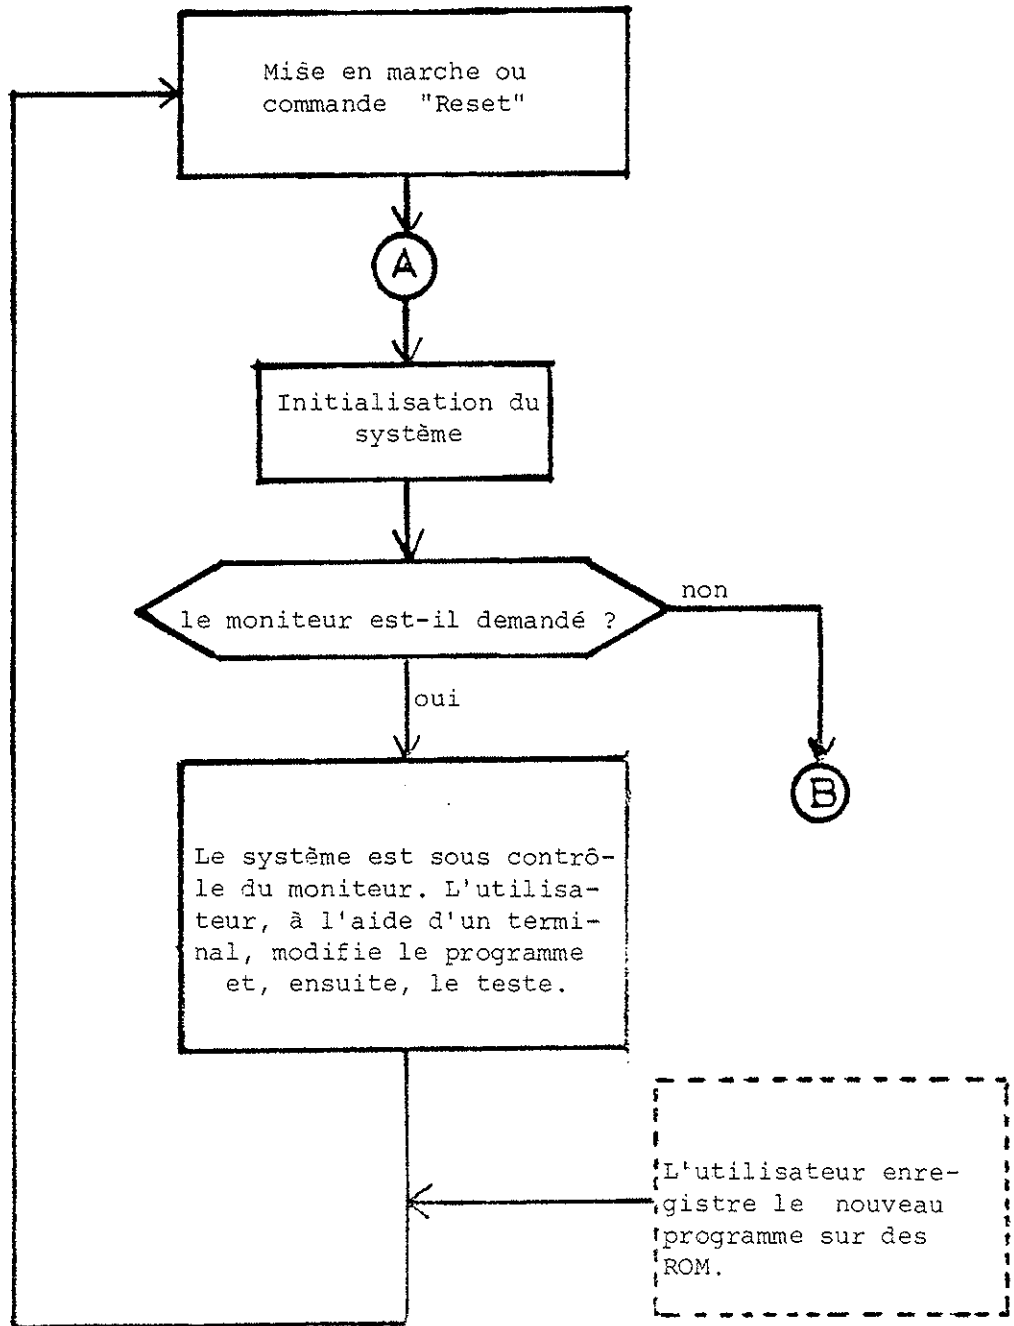 Mise en marche ou
commande "Reset"
A
Initialisation du
système
le moniteur est-il demandé ?
non
oui
B
Le système est sous contrô-
le du moniteur. L'utilisa-
teur, à l'aide d'un termi-
nal, modifie le programme
et, ensuite, le teste.
L'utilisateur enre-
gistre le nouveau
programme sur des
ROM.